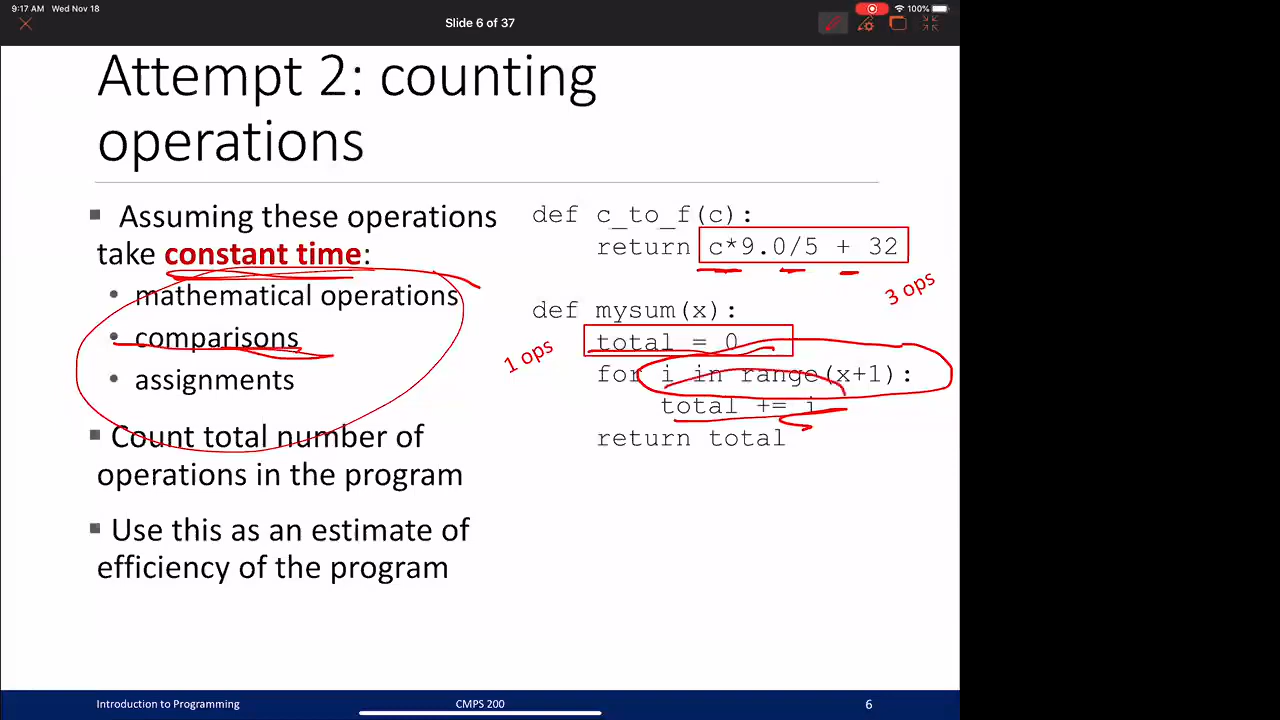 9:17 AM Wed Nov 18
100%
Slide 6 of 37
Attempt 2: counting
operations
▪ Assuming these operations
take constant time:
• mathematical operations
• comparisons
• assignments
▪ Count total number of
operations in the program
▪ Use this as an estimate of
efficiency of the program
def c_to_f(c):
return c*9.0/5 + 32
3 ops
def mysum(x):
total = 0
1 ops
for i in range(x+1):
total += i
return total
Introduction to Programming
CMPS 200
6